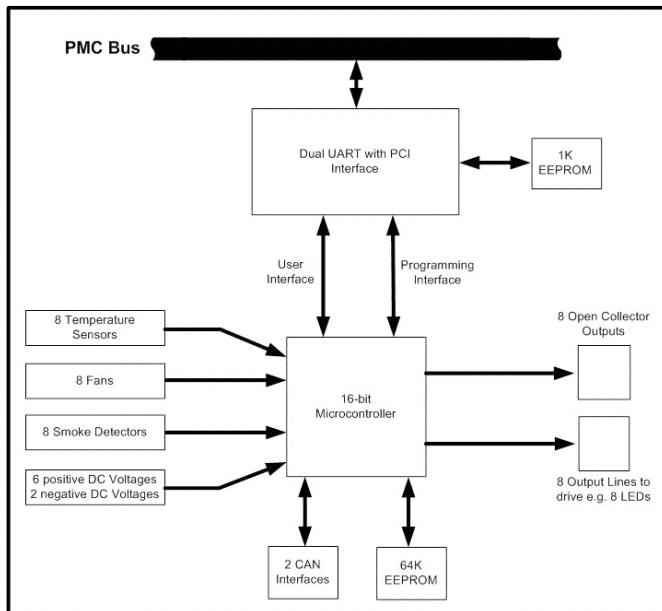 PMC Bus
Dual UART with PCI
Interface
1K
EEPROM
User
Interface
Programming
Interface
8 Temperature
Sensors
8 Fans
8 Smoke Detectors
6 positive DC Voltages
2 negative DC Voltages
16-bit
Microcontroller
8 Open Collector
Outputs
8 Output Lines to
drive e.g. 8 LEDs
2 CAN
Interfaces
64K
EEPROM